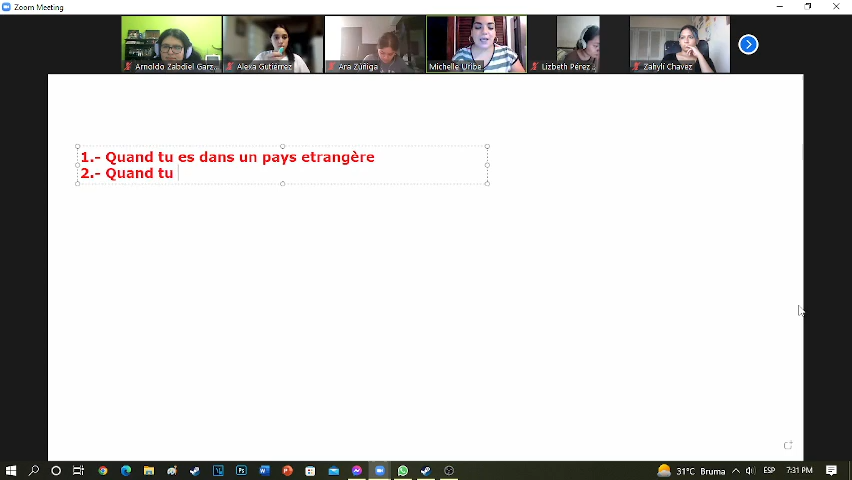 Zoom Meeting
Arnoldo Zabdiel Garz...
Alexa Gutiérrez
Ara Zúñiga
Michelle Uribe
Lizbeth Pérez ...
Zahylí Chavez
1.- Quand tu es dans un pays etrangère
2.- Quand tu
31°C Bruma
ESP
7:31 PM